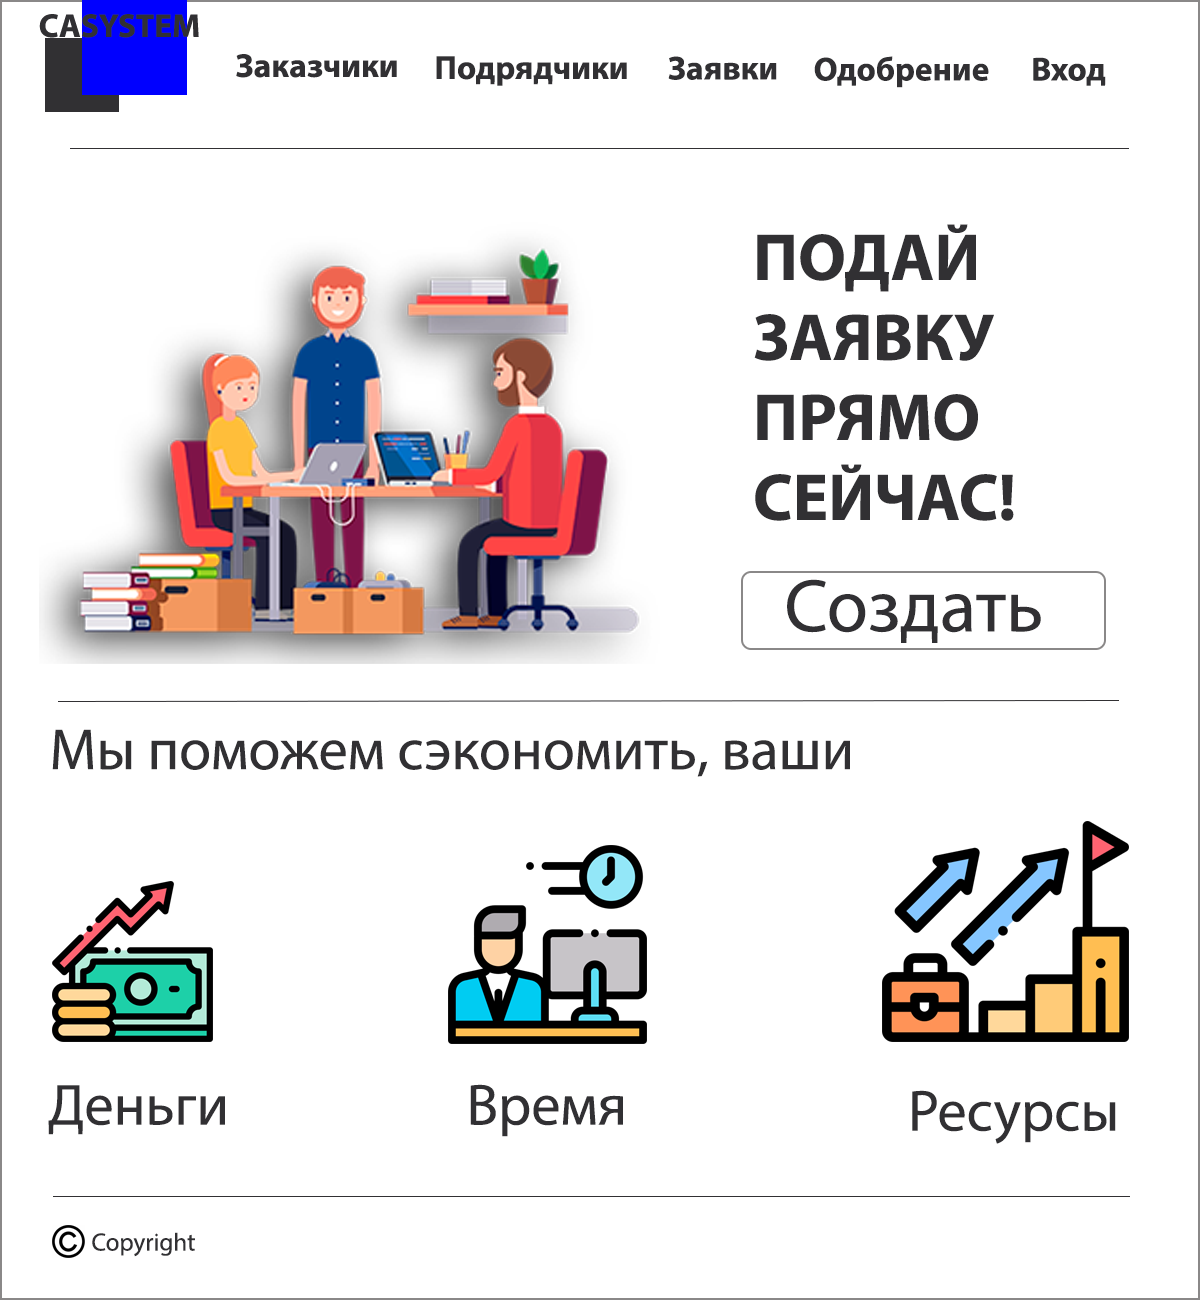 CASYSTEM
Заказчики Подрядчики Заявки Одобрение Вход
ПОДАЙ
ЗАЯВКУ
ПРЯМО
СЕЙЧАС!
Создать
Мы поможем сэкономить, ваши
Деньги Время Ресурсы
© Copyright